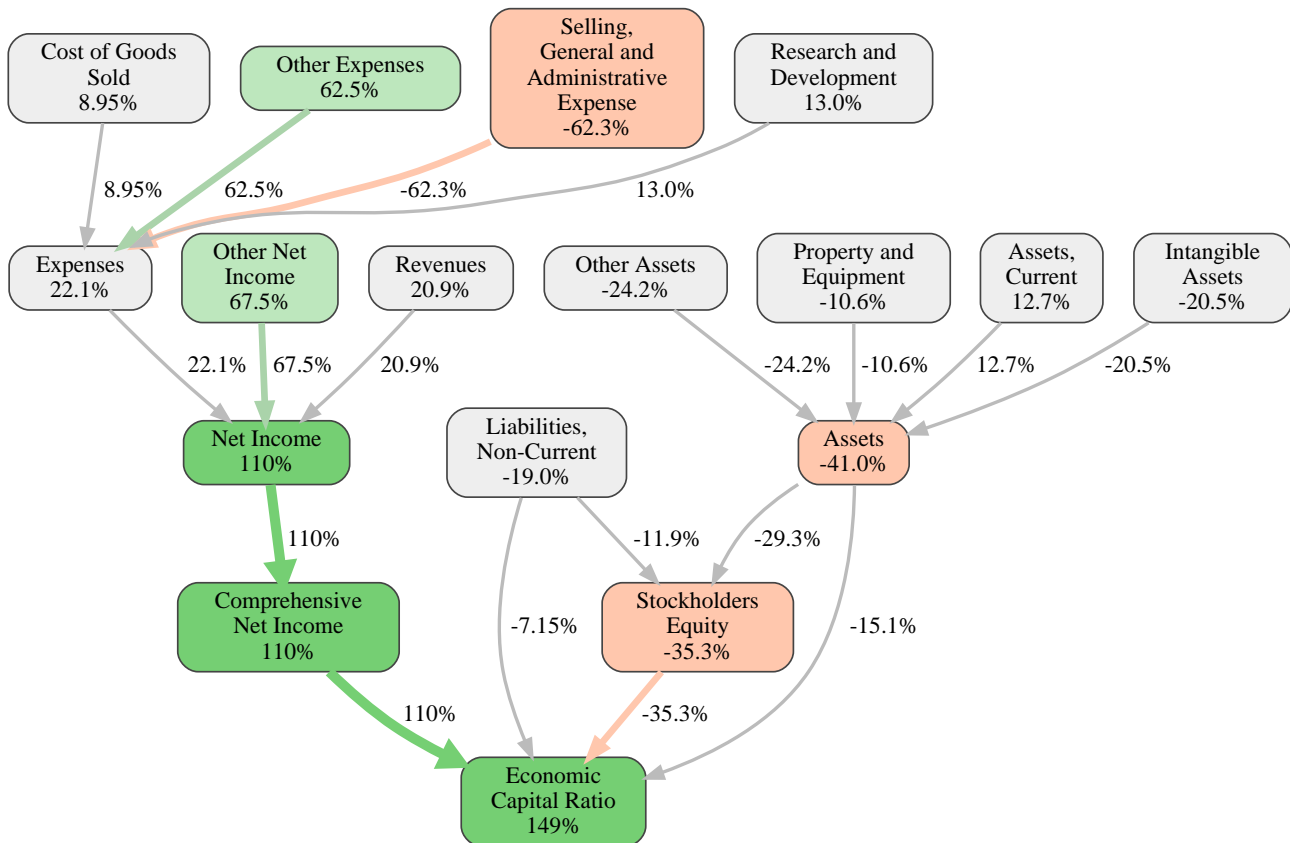 Cost of Goods
Sold
8.95%
Other Expenses
62.5%
Selling,
General and
Administrative
Expense
-62.3%
Research and
Development
13.0%
8.95%
62.5%
-62.3%
13.0%
Expenses
22.1%
Other Net
Income
67.5%
Revenues
20.9%
Other Assets
-24.2%
Property and
Equipment
-10.6%
Assets,
Current
12.7%
Intangible
Assets
-20.5%
22.1%
67.5%
20.9%
-24.2%
-10.6%
12.7%
-20.5%
Net Income
110%
Liabilities,
Non-Current
-19.0%
Assets
-41.0%
110%
-11.9%
-29.3%
Comprehensive
Net Income
110%
-7.15%
Stockholders
Equity
-35.3%
-15.1%
110%
-35.3%
Economic
Capital Ratio
149%